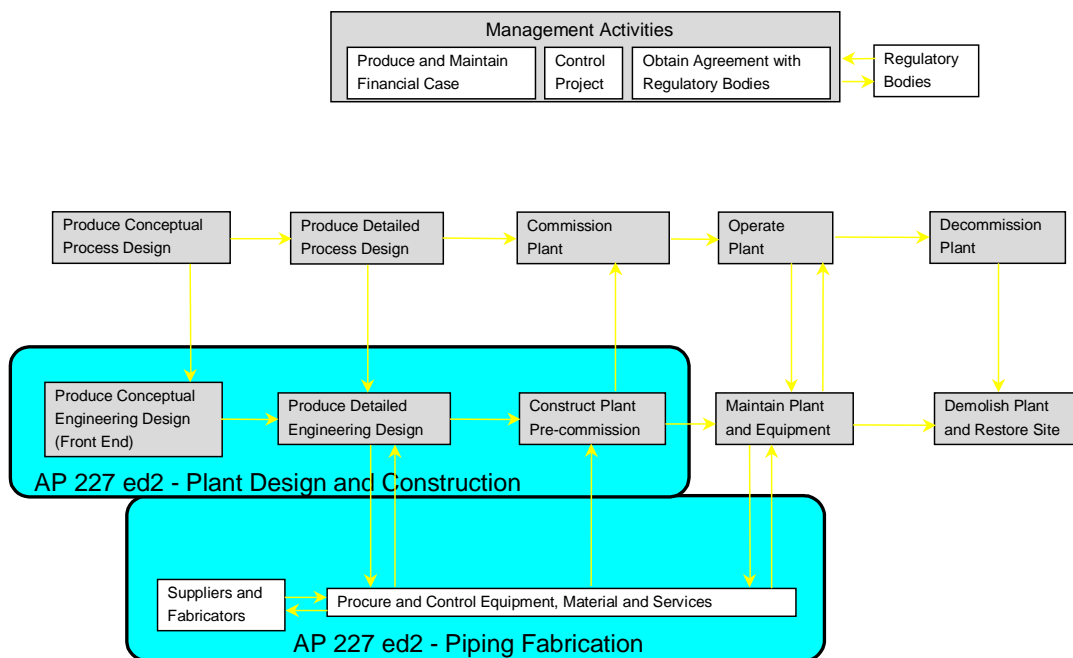 Management Activities
Produce and Maintain
Financial Case
Control
Project
Obtain Agreement with
Regulatory Bodies
Regulatory
Bodies
Produce Conceptual
Process Design
Produce Detailed
Process Design
Commission
Plant
Operate
Plant
Decommission
Plant
Produce Conceptual
Engineering Design
(Front End)
Produce Detailed
Engineering Design
Construct Plant
Pre-commission
Maintain Plant
and Equipment
Demolish Plant
and Restore Site
AP 227 ed2 - Plant Design and Construction
Suppliers and
Fabricators
Procure and Control Equipment, Material and Services
AP 227 ed2 - Piping Fabrication